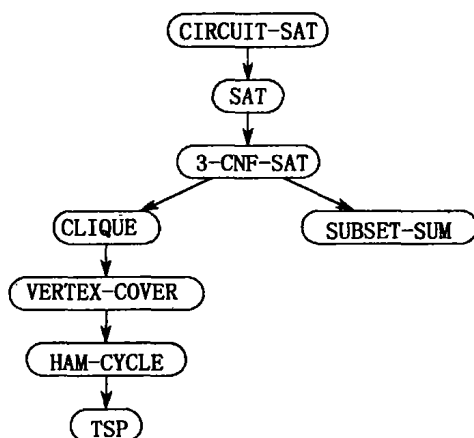 CIRCUIT-SAT
SAT
3-CNF-SAT
CLIQUE
SUBSET-SUM
VERTEX-COVER
HAM-CYCLE
TSP